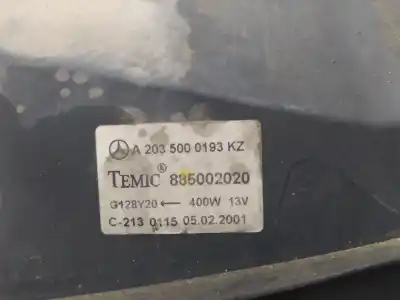 A 203 500 0193 KZ
TEMIC® 885002020
G128Y20 ← 400W 13V
C-213 0115 05.02.2001